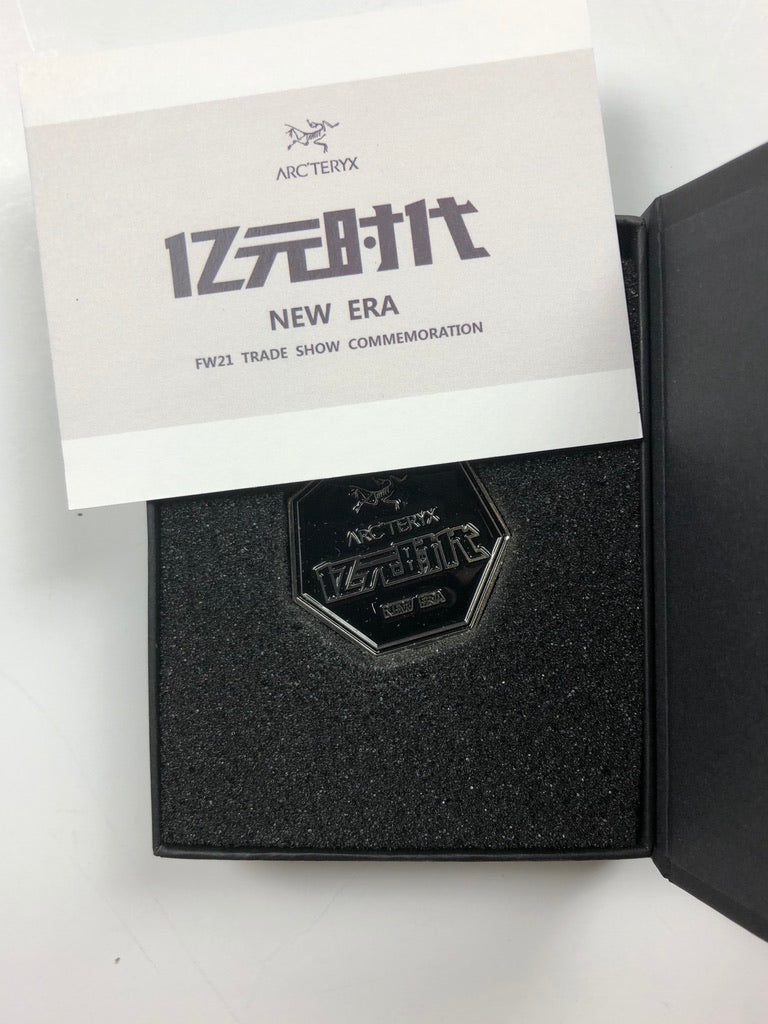 ARC'TERYX
亿元时代
NEW ERA
FW21 TRADE SHOW COMMEMORATION
ARC'TERYX
亿元时代
NEW ERA